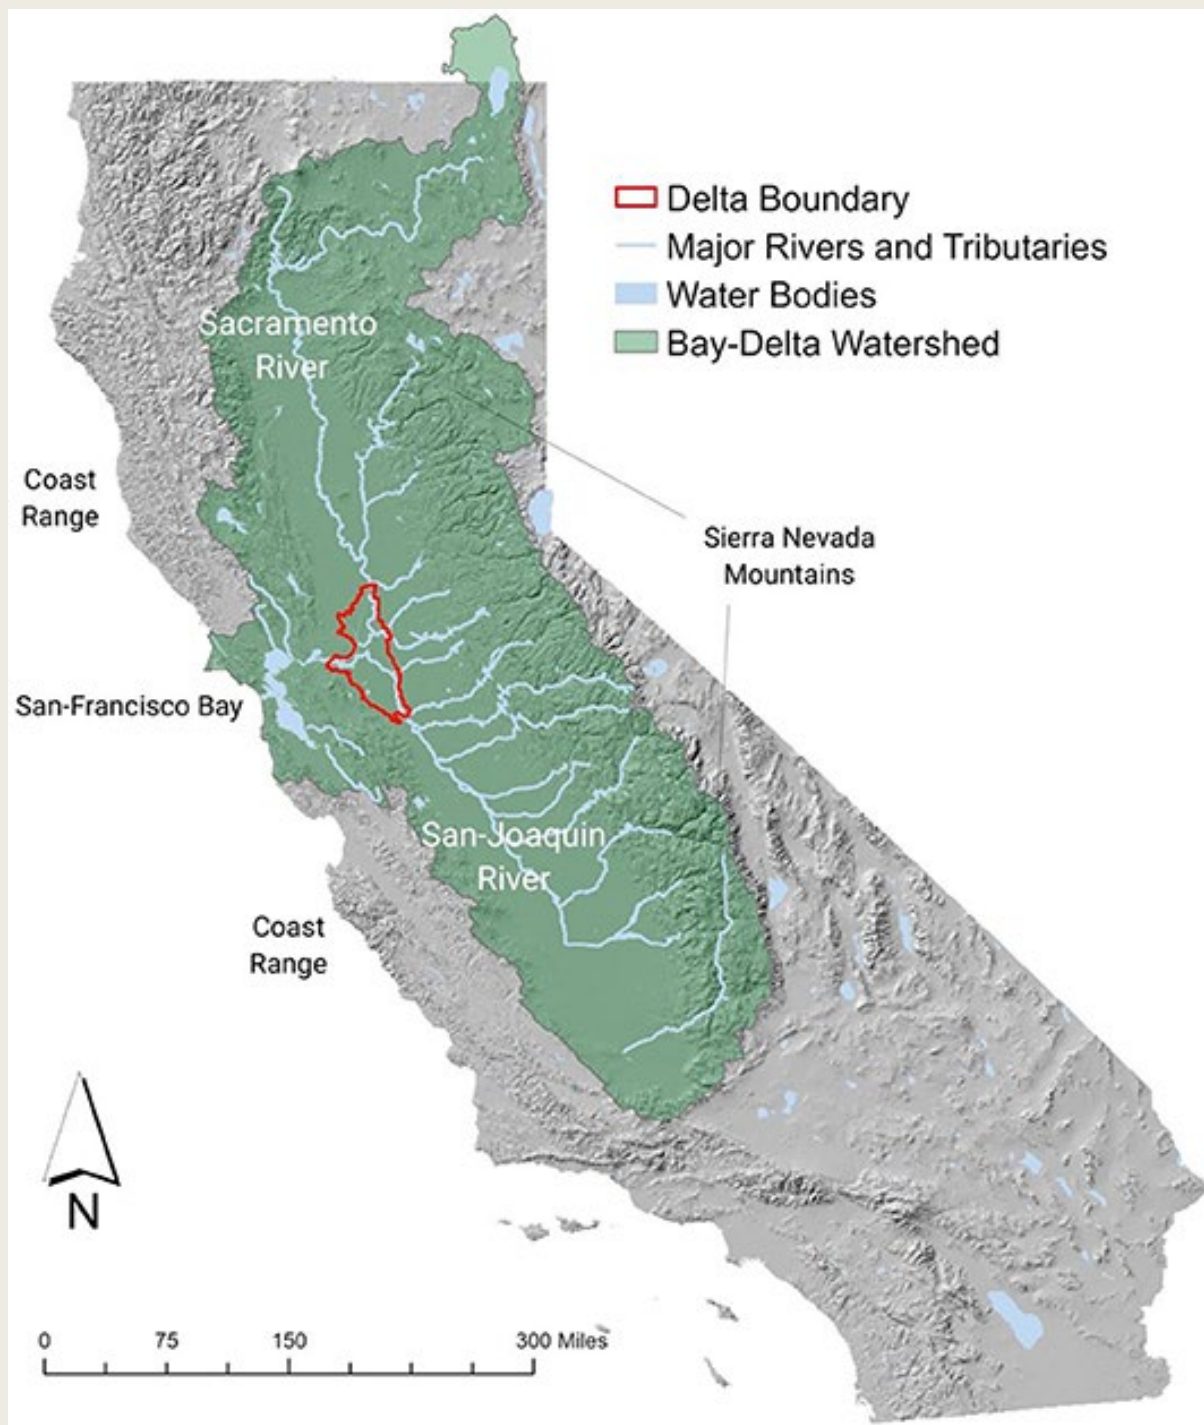 Delta Boundary
Major Rivers and Tributaries
Water Bodies
Bay-Delta Watershed
Sacramento
River
Coast
Range
Sierra Nevada
Mountains
San-Francisco Bay
San-Joaquin
River
Coast
Range
N
0 75 150 300 Miles